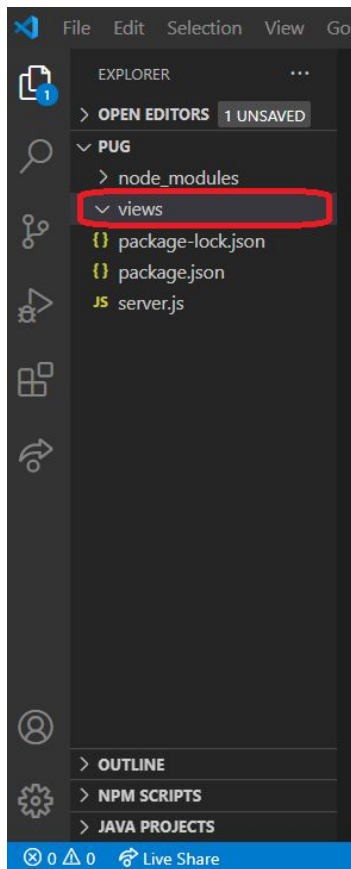 File Edit Selection View Go
EXPLORER ...
1
> OPEN EDITORS 1 UNSAVED
PUG
> node_modules
views
{} package-lock.json
{} package.json
JS server.js
> OUTLINE
> NPM SCRIPTS
> JAVA PROJECTS
0 0 Live Share